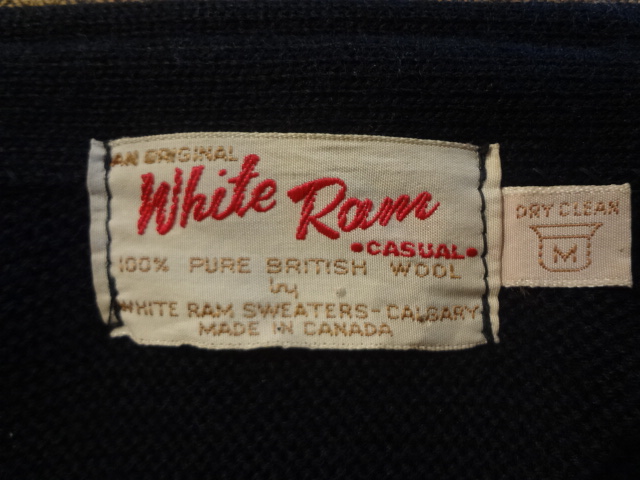 AN ORIGINAL
White Ram
•CASUAL•
100% PURE BRITISH WOOL
by
WHITE RAM SWEATERS-CALGARY
MADE IN CANADA
DRY CLEAN
M